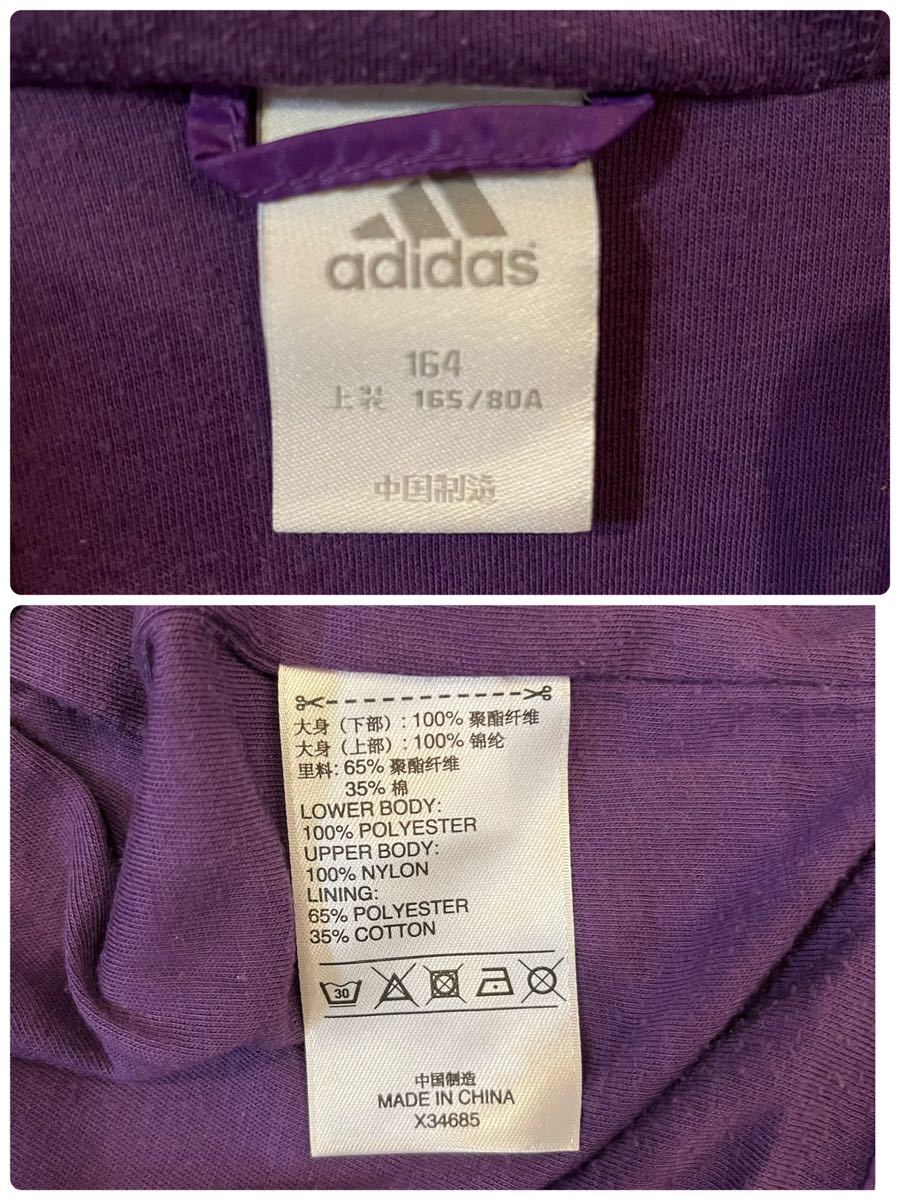 adidas
164
上装 165/80A
中国制造
大身（下部）: 100% 聚酯纤维
大身（上部）: 100% 锦纶
里料: 65% 聚酯纤维
35% 棉
LOWER BODY:
100% POLYESTER
UPPER BODY:
100% NYLON
LINING:
65% POLYESTER
35% COTTON
30
中国制造
MADE IN CHINA
X34685